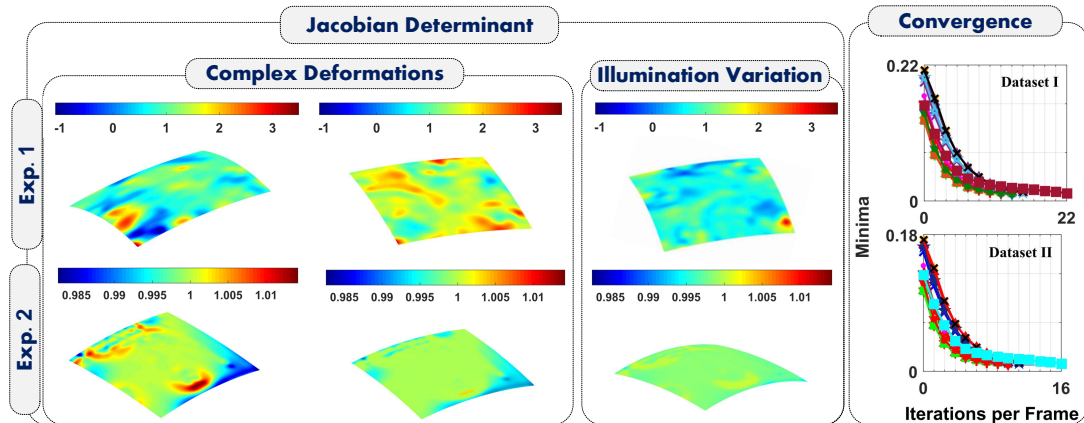 Jacobian Determinant
Convergence
Complex Deformations
Illumination Variation
Exp. 1
-1 0 1 2 3
-1 0 1 2 3
-1 0 1 2 3
Exp. 2
0.985 0.99 0.995 1 1.005 1.01
0.985 0.99 0.995 1 1.005 1.01
0.985 0.99 0.995 1 1.005 1.01
Minima
0.22
Dataset I
0
0 22
0.18
Dataset II
0
0 16
Iterations per Frame